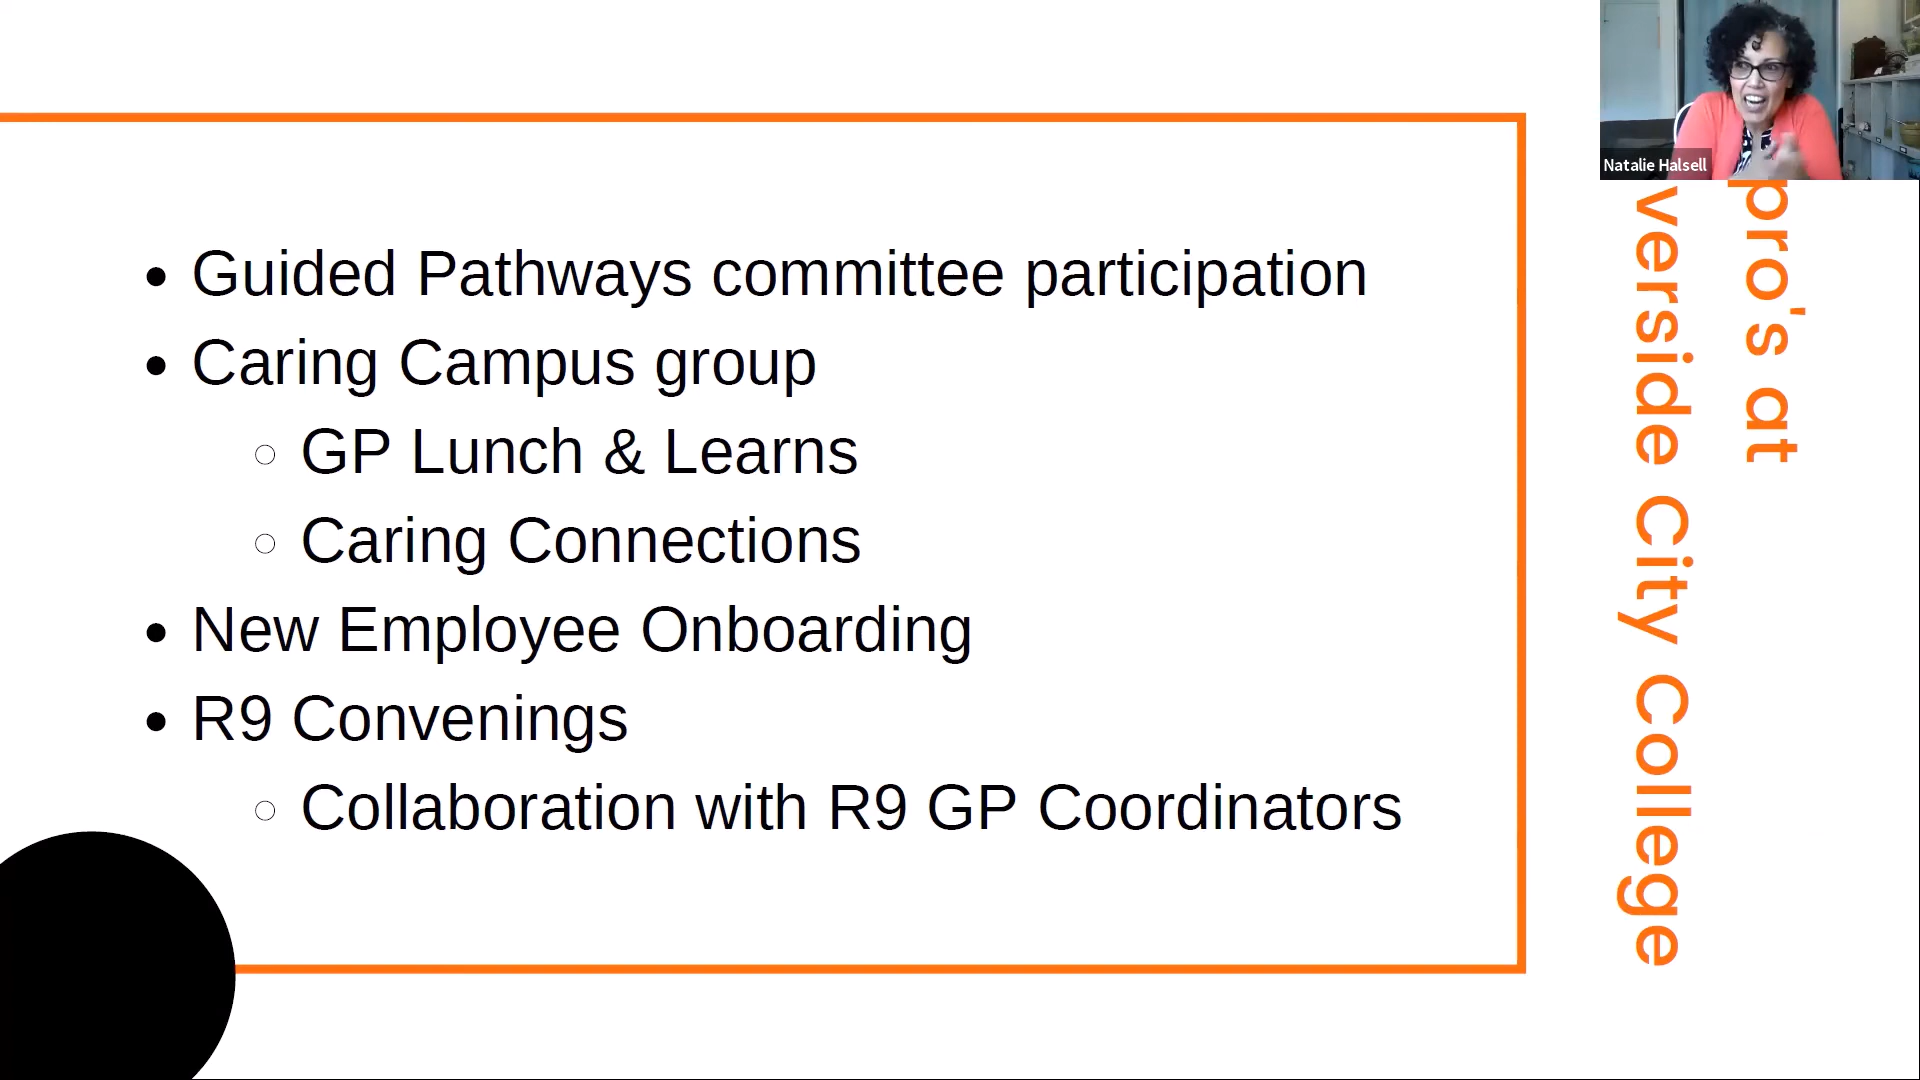 Natalie Halsell
Guided Pathways committee participation
Caring Campus group
GP Lunch & Learns
Caring Connections
New Employee Onboarding
R9 Convenings
Collaboration with R9 GP Coordinators
pro's at
verside City College